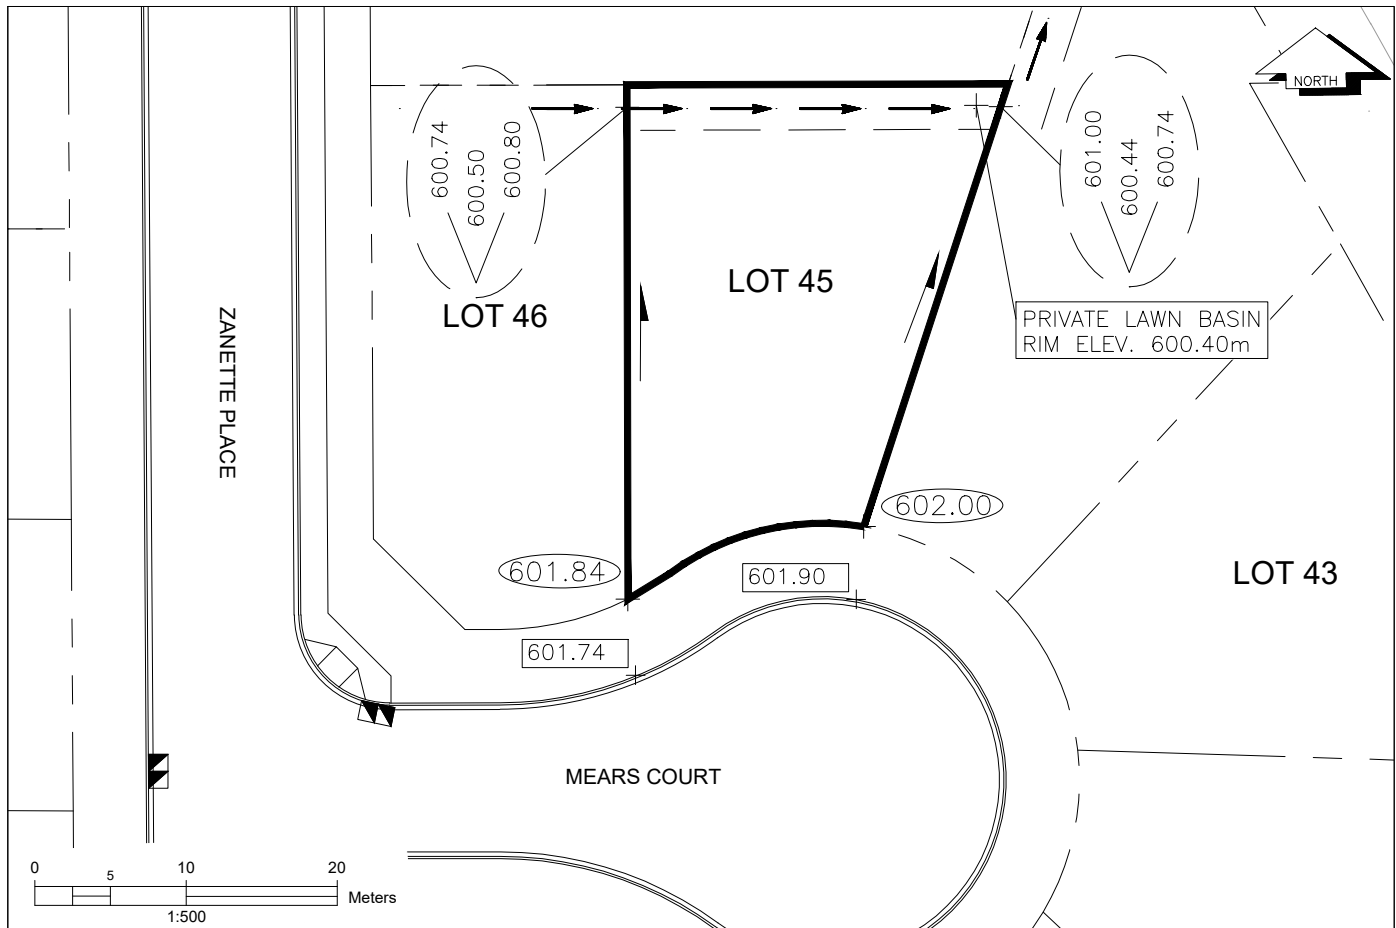 NORTH
600.74
600.50
600.80
601.00
600.44
600.74
LOT 45
LOT 46
PRIVATE LAWN BASIN
RIM ELEV. 600.40m
ZANETTE PLACE
602.00
601.84
601.90
LOT 43
601.74
MEARS COURT
0 5 10 20
Meters
1:500